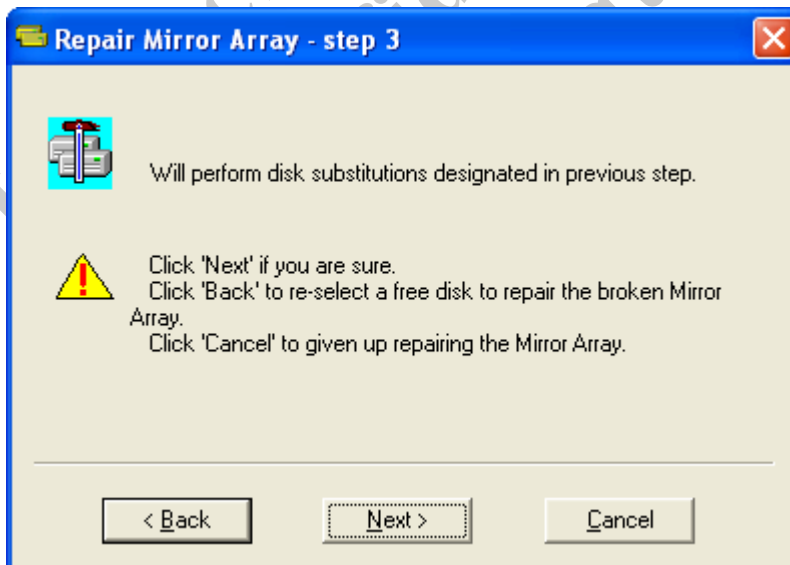 Repair Mirror Array - step 3
Will perform disk substitutions designated in previous step.
Click 'Next' if you are sure.
Click 'Back' to re-select a free disk to repair the broken Mirror
Array.
Click 'Cancel' to given up repairing the Mirror Array.
< Back Next > Cancel